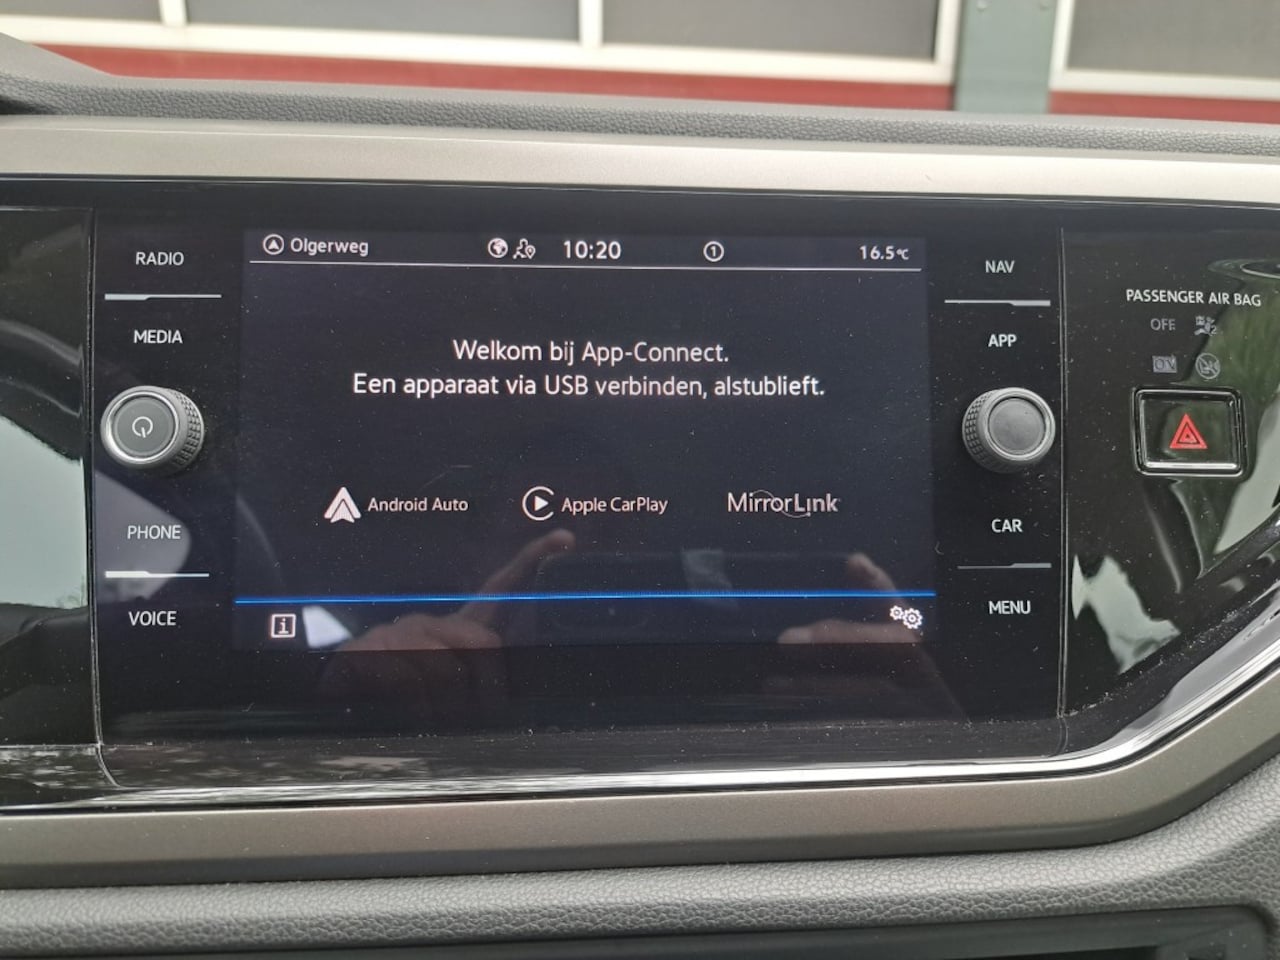 Olgerweg 10:20 1 16.5°C
RADIO
MEDIA
PHONE
VOICE
Welkom bij App-Connect.
Een apparaat via USB verbinden, alstublieft.
Android Auto Apple CarPlay MirrorLink
i
NAV
APP
CAR
MENU
PASSENGER AIR BAG
OFF
ON